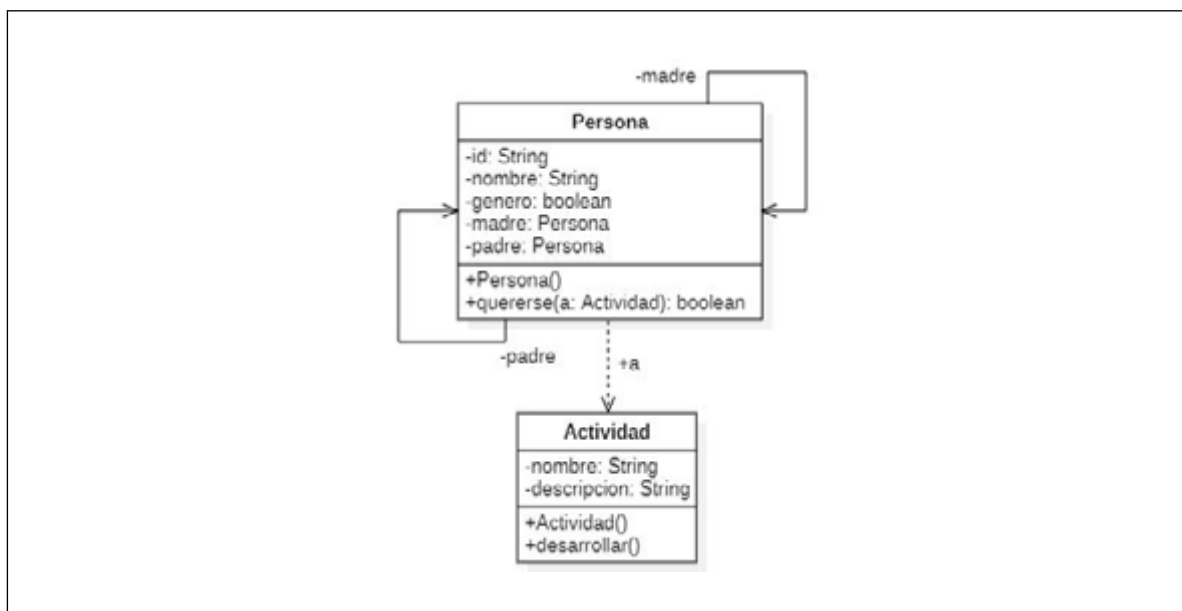 -madre
Persona
-id: String
-nombre: String
-genero: boolean
-madre: Persona
-padre: Persona
+Persona()
+quererse(a: Actividad): boolean
-padre
+a
Actividad
-nombre: String
-descripcion: String
+Actividad()
+desarrollar()